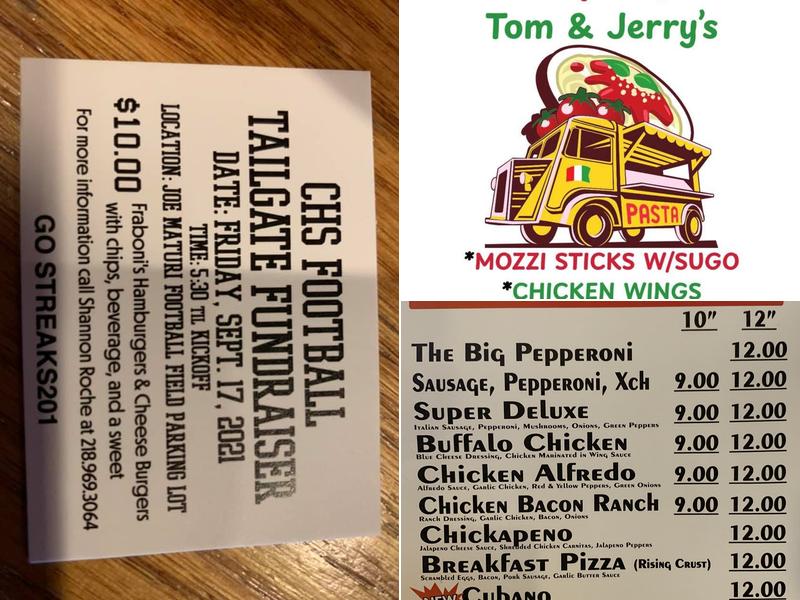 CHS FOOTBALL
TAILGATE FUNDRAISER
DATE: FRIDAY, SEPT. 17, 2021
TIME: 5:30 TIL KICKOFF
LOCATION: JOE MATURI FOOTBALL FIELD PARKING LOT
$10.00 Fraboni's Hamburgers & Cheese Burgers
with chips, beverage, and a sweet
For more information call Shannon Roche at 218.969.3064
GO STREAKS201
Tom & Jerry's
PASTA
*MOZZI STICKS W/SUGO
*CHICKEN WINGS
10" 12"
The Big Pepperoni 12.00
Sausage, Pepperoni, Xch 9.00 12.00
Super Deluxe 9.00 12.00
Italian Sausage, Pepperoni, Mushrooms, Onions, Green Peppers
Buffalo Chicken 9.00 12.00
Blue Cheese Dressing, Chicken Marinated in Wing Sauce
Chicken Alfredo 9.00 12.00
Alfredo Sauce, Garlic Chicken, Red & Yellow Peppers, Green Onions
Chicken Bacon Ranch 9.00 12.00
Ranch Dressing, Garlic Chicken, Bacon, Onions
Chickapeno 12.00
Jalapeno Cheese Sauce, Shredded Chicken Carnitas, Jalapeno Peppers
Breakfast Pizza (Rising Crust) 12.00
Scrambled Eggs, Bacon, Pork Sausage, Garlic Butter Sauce
NEW Cubano 12.00